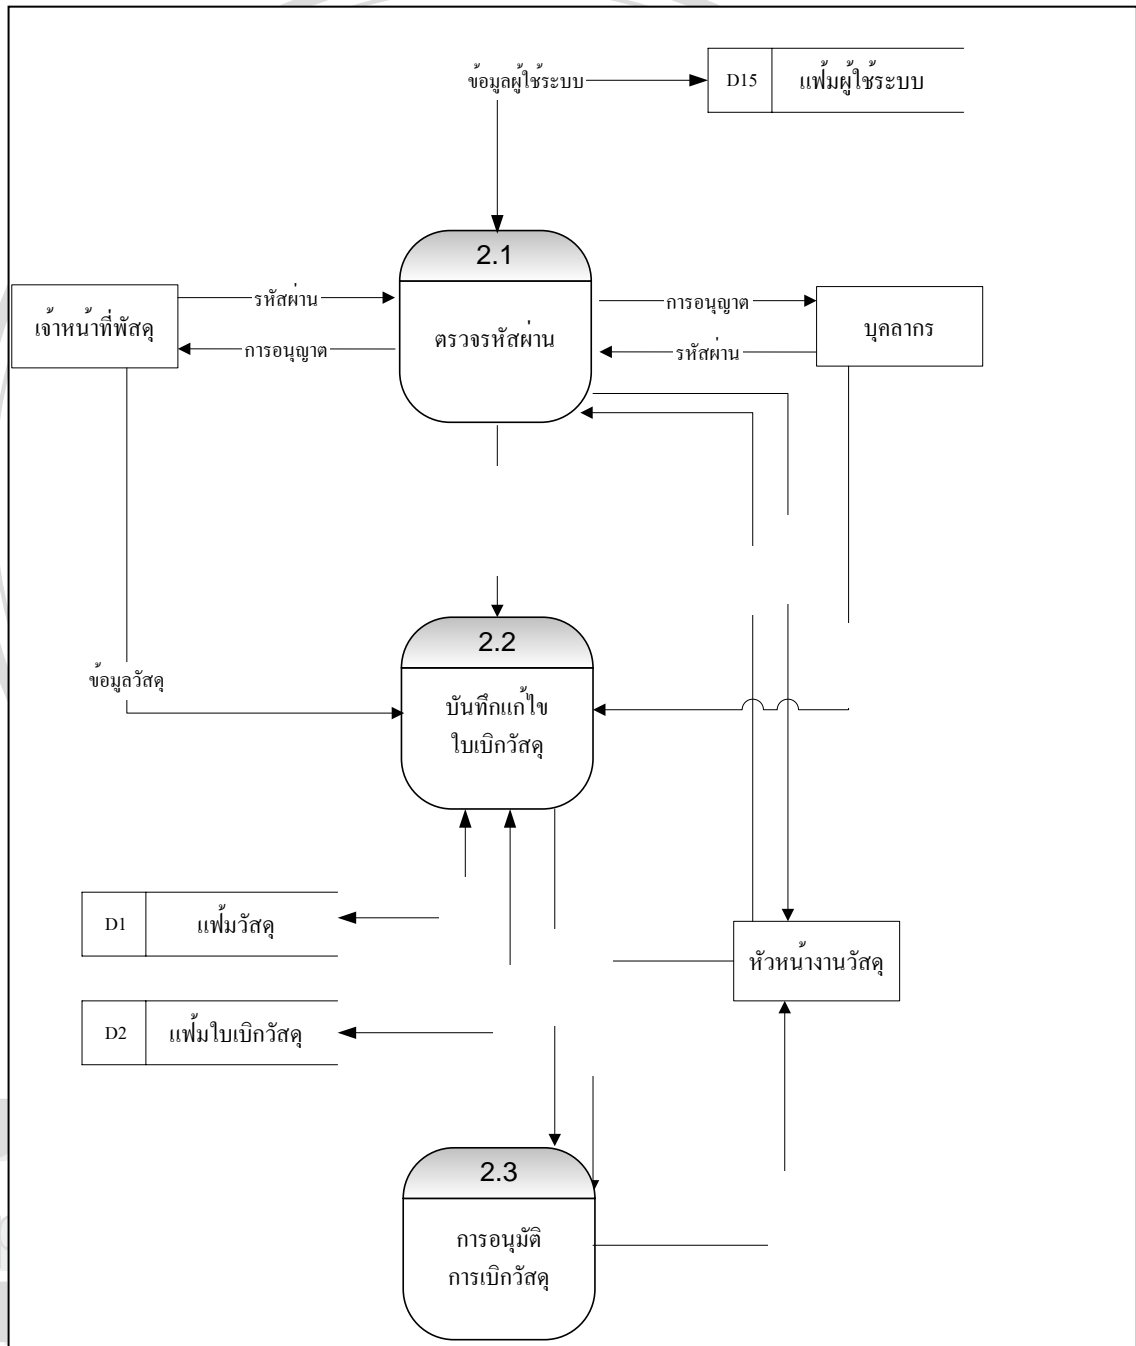 ข้อมูลผู้ใช้ระบบ
D15
แฟ้มผู้ใช้ระบบ
2.1
ตรวจรหัสผ่าน
เจ้าหน้าที่พัสดุ
รหัสผ่าน
การอนุญาต
การอนุญาต
รหัสผ่าน
บุคลากร
2.2
บันทึกแก้ไข
ใบเบิกวัสดุ
ข้อมูลวัสดุ
D1
แฟ้มวัสดุ
หัวหน้างานวัสดุ
D2
แฟ้มใบเบิกวัสดุ
2.3
การอนุมัติ
การเบิกวัสดุ